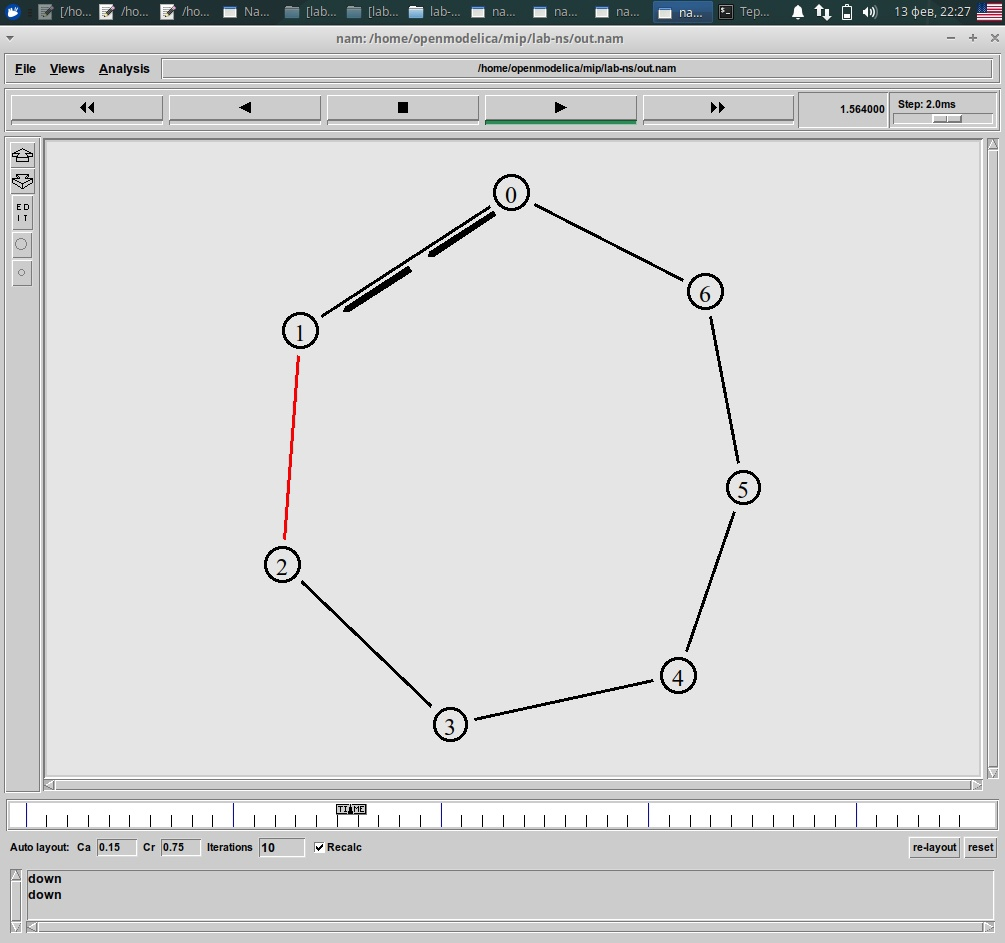 [/ho... /ho... /ho... Na... [lab... [lab... lab-... na... na... na... na... Тер... 13 фев, 22:27
nam: /home/openmodelica/mip/lab-ns/out.nam
File Views Analysis /home/openmodelica/mip/lab-ns/out.nam
1.564000 Step: 2.0ms
ED
IT
0
6
1
5
2
4
3
TIME
Auto layout: Ca 0.15 Cr 0.75 Iterations 10 Recalc re-layout reset
down
down